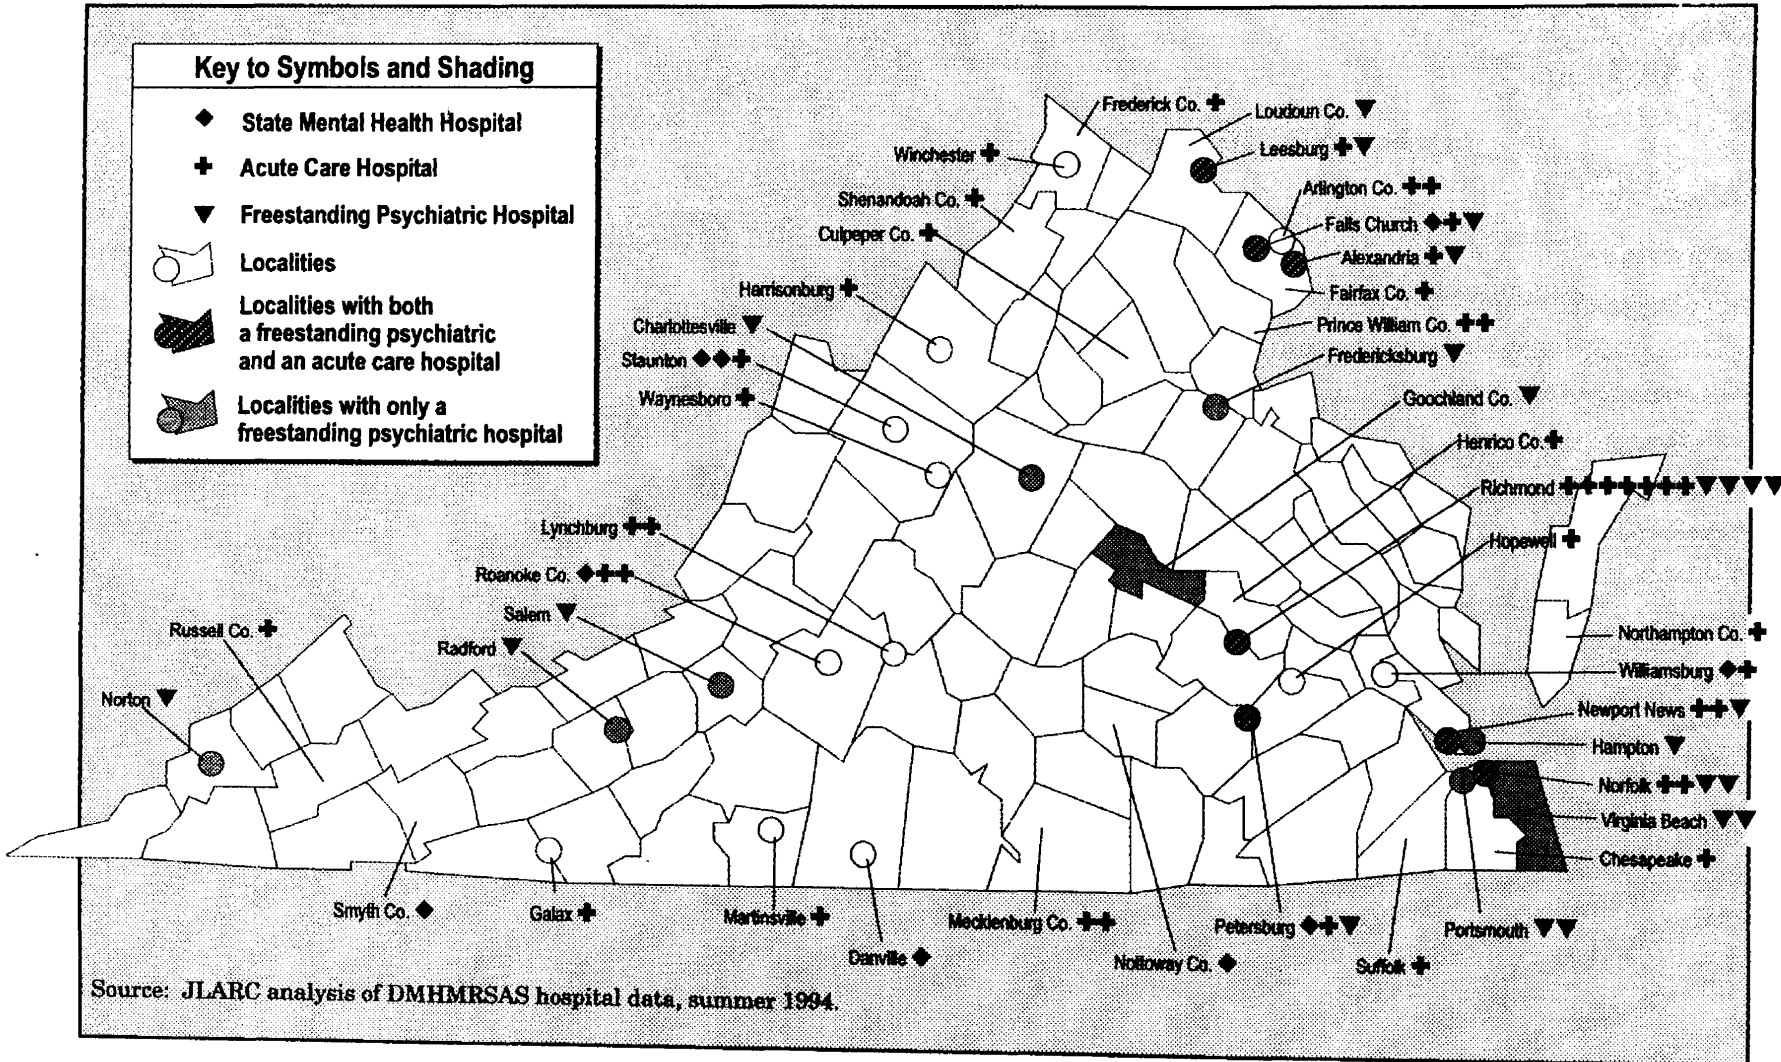 Key to Symbols and Shading
State Mental Health Hospital
Acute Care Hospital
Freestanding Psychiatric Hospital
Localities
Localities with both
a freestanding psychiatric
and an acute care hospital
Localities with only a
freestanding psychiatric hospital
Frederick Co.
Loudoun Co.
Winchester
Leesburg
Shenandoah Co.
Arlington Co.
Culpeper Co.
Falls Church
Alexandria
Harrisonburg
Fairfax Co.
Charlottesville
Prince William Co.
Staunton
Fredericksburg
Waynesboro
Goochland Co.
Henrico Co.
Richmond
Lynchburg
Hopewell
Roanoke Co.
Salem
Russell Co.
Radford
Northampton Co.
Williamsburg
Norton
Newport News
Hampton
Norfolk
Virginia Beach
Chesapeake
Smyth Co.
Galax
Martinsville
Mecklenburg Co.
Petersburg
Portsmouth
Danville
Nottoway Co.
Suffolk
Source: JLARC analysis of DMHMRSAS hospital data, summer 1994.